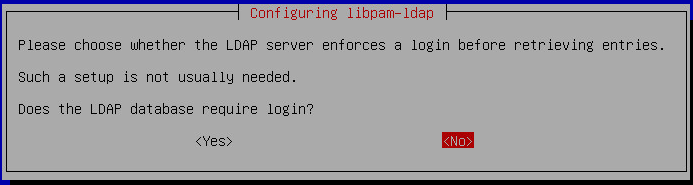 Configuring libpam-ldap
Please choose whether the LDAP server enforces a login before retrieving entries.
Such a setup is not usually needed.
Does the LDAP database require login?
<Yes> <No>